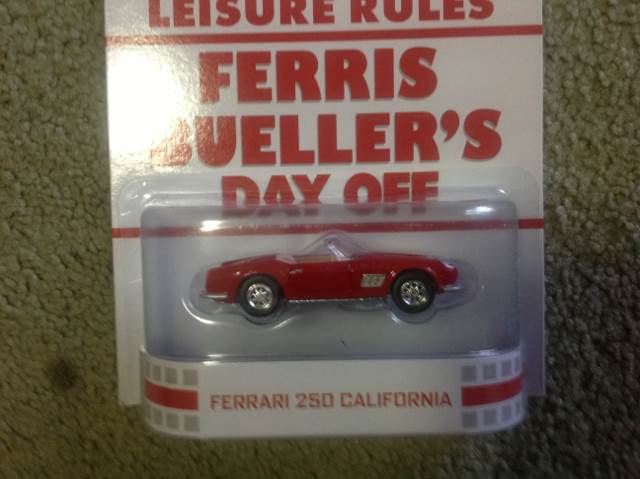 LEISURE RULES
FERRIS
BUELLER'S
DAY OFF
FERRARI 250 CALIFORNIA